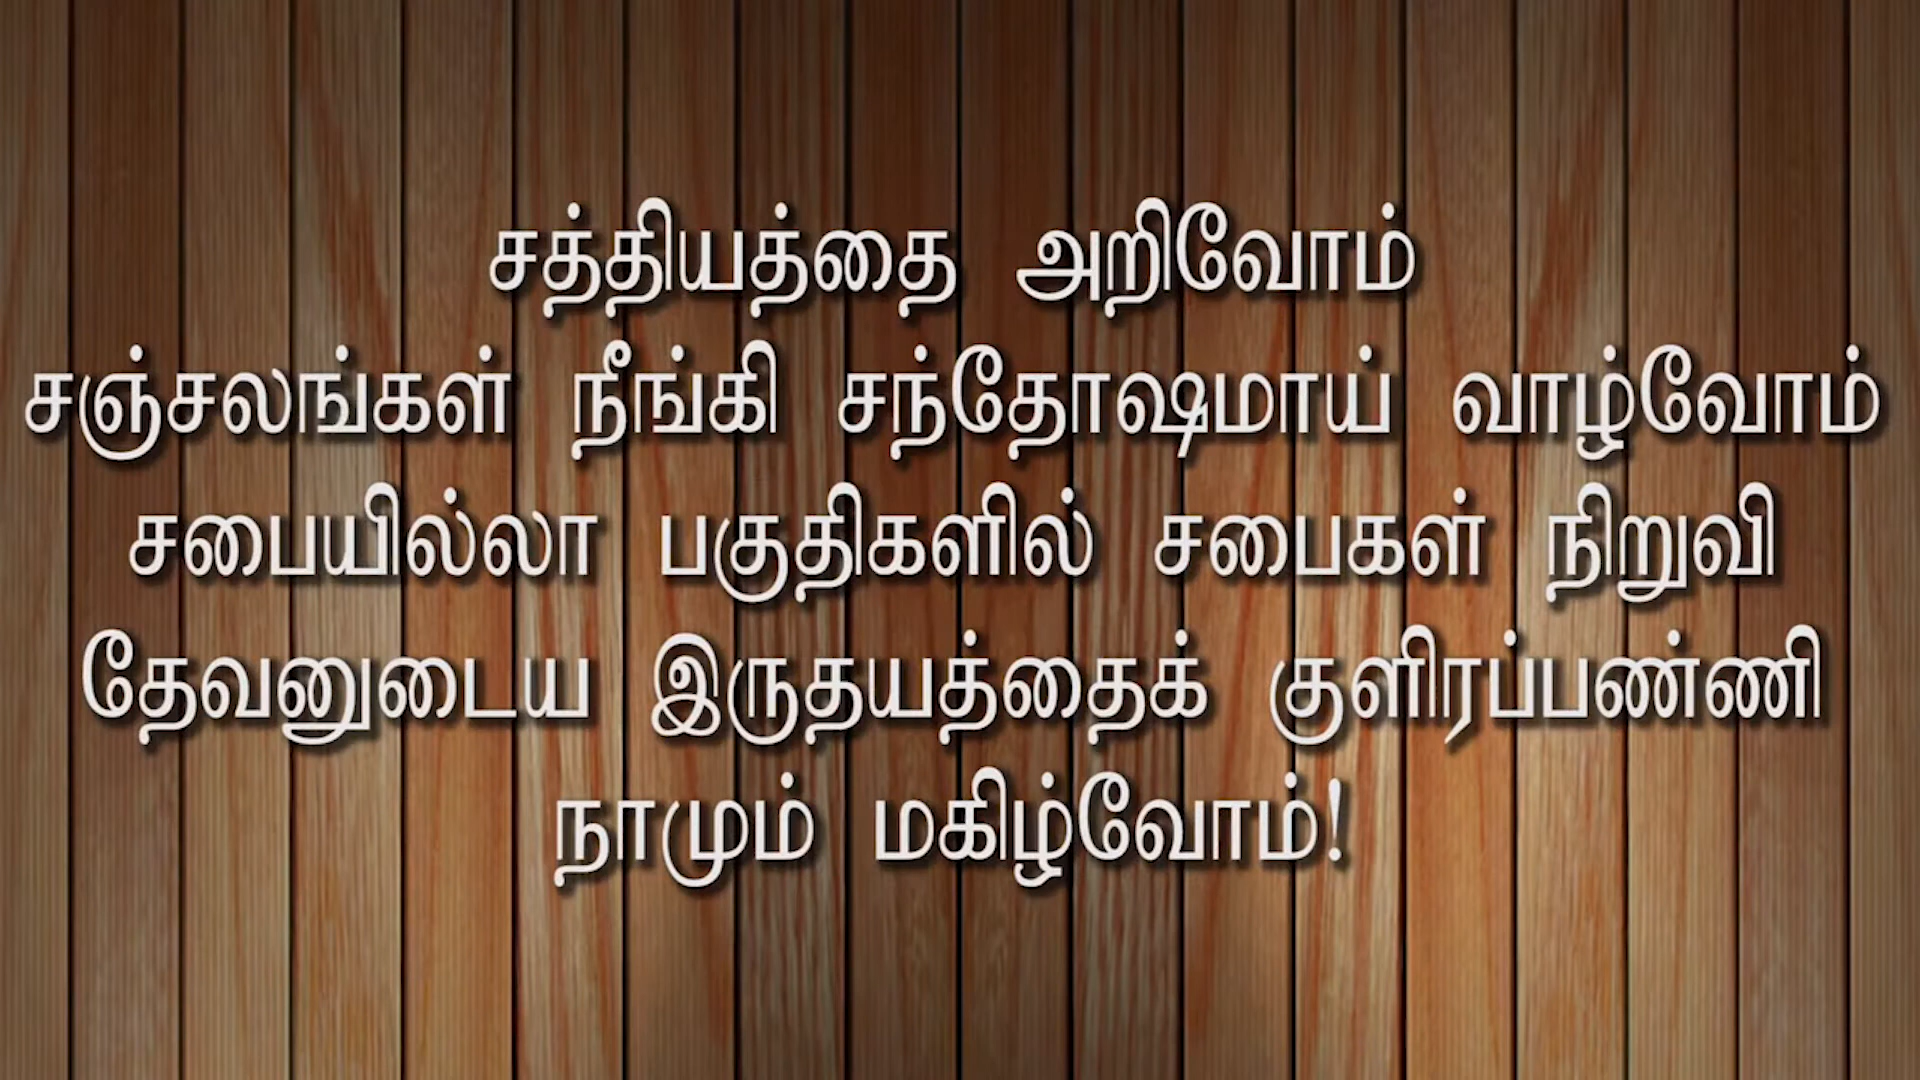 சத்தியத்தை அறிவோம்
சஞ்சலங்கள் நீங்கி சந்தோஷமாய் வாழ்வோம்
சபையில்லா பகுதிகளில் சபைகள் நிறுவி
தேவனுடைய இருதயத்தைக் குளிரப்பண்ணி
நாமும் மகிழ்வோம்!